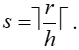 s = ⌉ r/h ⌈ .